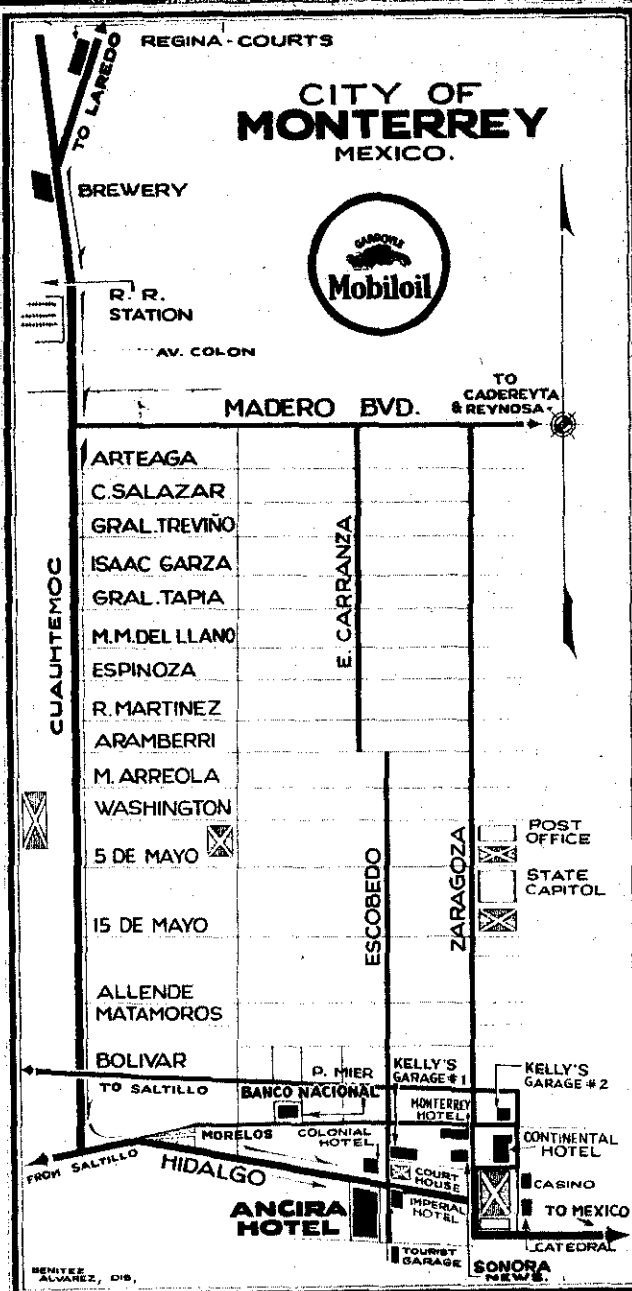 REGINA-COURTS
TO LAREDO
CITY OF
MONTERREY
MEXICO.
BREWERY
GARGOYLE
Mobiloil
R. R.
STATION
AV. COLON
TO
CADEREYTA
& REYNOSA
MADERO BVD.
ARTEAGA
C. SALAZAR
GRAL. TREVIÑO
ISAAC GARZA
GRAL. TAPIA
M. M. DEL LLANO
ESPINOZA
R. MARTINEZ
ARAMBERRI
M. ARREOLA
WASHINGTON
5 DE MAYO
15 DE MAYO
ALLENDE
MATAMOROS
BOLIVAR
CUAUHTEMOC
E. CARRANZA
ESCOBEDO
ZARAGOZA
POST
OFFICE
STATE
CAPITOL
TO SALTILLO
P. MIER
BANCO NACIONAL
KELLY'S
GARAGE #1
KELLY'S
GARAGE #2
MONTERREY
HOTEL
MORELOS
COLONIAL
HOTEL
CONTINENTAL
HOTEL
FROM SALTILLO
HIDALGO
COURT
HOUSE
IMPERIAL
HOTEL
CASINO
TO MEXICO
CATEDRAL
ANCIRA
HOTEL
TOURIST
GARAGE
SONORA
NEWS.
BENITEZ
ALVAREZ, DIB,